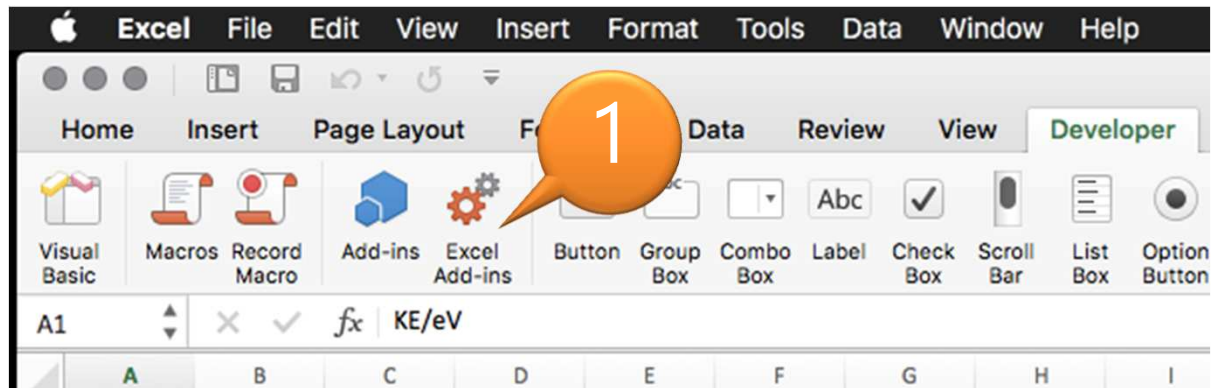 Excel File Edit View Insert Format Tools Data Window Help
Home Insert Page Layout Data Review View Developer
1
Abc
Visual Basic Macros Record Macro Add-ins Excel Add-ins Button Group Box Combo Box Label Check Box Scroll Bar List Box Option Button
A1 fx KE/eV
A B C D E F G H I